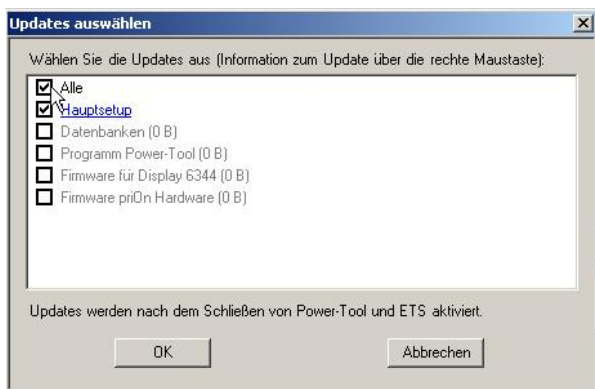 Updates auswählen
Wählen Sie die Updates aus (Information zum Update über die rechte Maustaste):
Alle
Hauptsetup
Datenbanken (0 B)
Programm Power-Tool (0 B)
Firmware für Display 6344 (0 B)
Firmware priOn Hardware (0 B)
Updates werden nach dem Schließen von Power-Tool und ETS aktiviert.
OK
Abbrechen